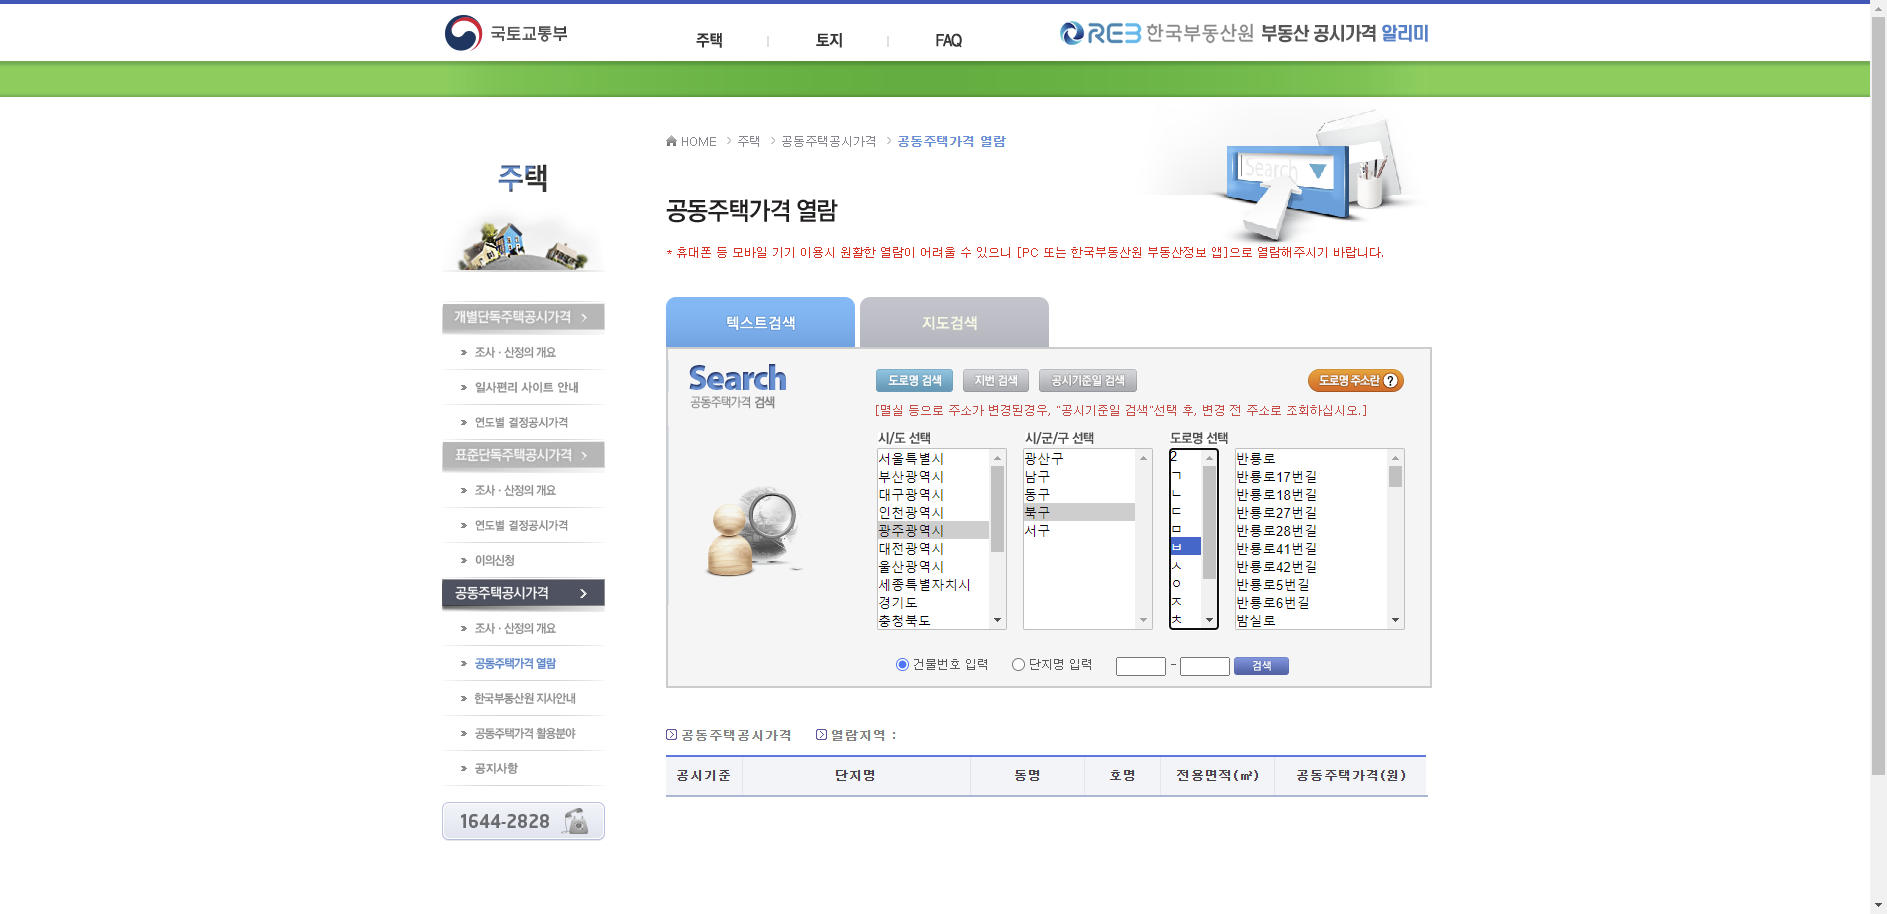 국토교통부
주택
토지
FAQ
REB 한국부동산원 부동산 공시가격 알리미
HOME > 주택 > 공동주택공시가격 > 공동주택가격 열람
주택
Search
공동주택가격 열람
* 휴대폰 등 모바일 기기 이용시 원활한 열람이 어려울 수 있으니 [PC 또는 한국부동산원 부동산정보 앱]으로 열람해주시기 바랍니다.
개별단독주택공시가격
조사 · 산정의 개요
일사편리 사이트 안내
연도별 결정공시가격
표준단독주택공시가격
조사 · 산정의 개요
연도별 결정공시가격
이의신청
공동주택공시가격
조사 · 산정의 개요
공동주택가격 열람
한국부동산원 지사안내
공동주택가격 활용분야
공지사항
1644-2828
텍스트검색
지도검색
Search
공동주택가격 검색
도로명 검색
지번 검색
공시기준일 검색
도로명 주소란 ?
[멸실 등으로 주소가 변경된경우, "공시기준일 검색"선택 후, 변경 전 주소로 조회하십시오.]
시/도 선택
서울특별시
부산광역시
대구광역시
인천광역시
광주광역시
대전광역시
울산광역시
세종특별자치시
경기도
충청북도
시/군/구 선택
광산구
남구
동구
북구
서구
도로명 선택
2
ㄱ
ㄴ
ㄷ
ㅁ
ㅂ
ㅅ
ㅇ
ㅈ
ㅊ
반룡로
반룡로17번길
반룡로18번길
반룡로27번길
반룡로28번길
반룡로41번길
반룡로42번길
반룡로5번길
반룡로6번길
밤실로
건물번호 입력
단지명 입력
-
검색
공동주택공시가격
열람지역 :
공시기준
단지명
동명
호명
전용면적(㎡)
공동주택가격(원)